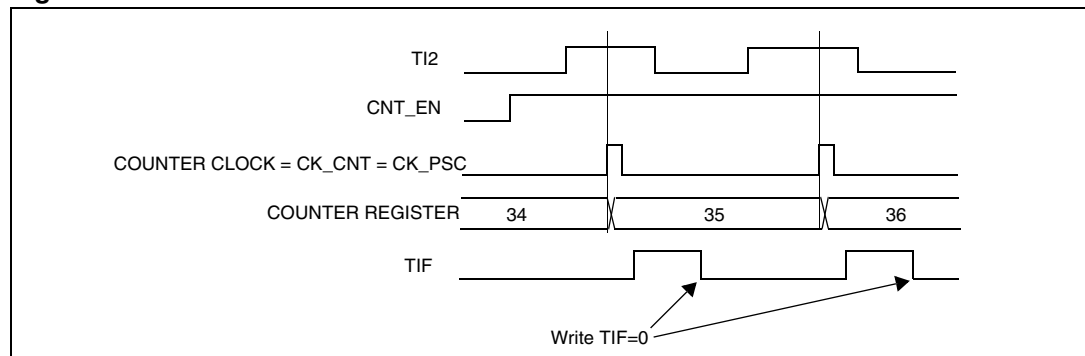 TI2
CNT_EN
COUNTER CLOCK = CK_CNT = CK_PSC
COUNTER REGISTER 34 35 36
TIF
Write TIF=0